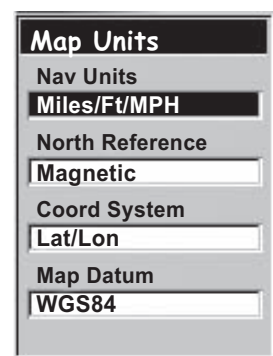 Map Units
Nav Units
Miles/Ft/MPH
North Reference
Magnetic
Coord System
Lat/Lon
Map Datum
WGS84